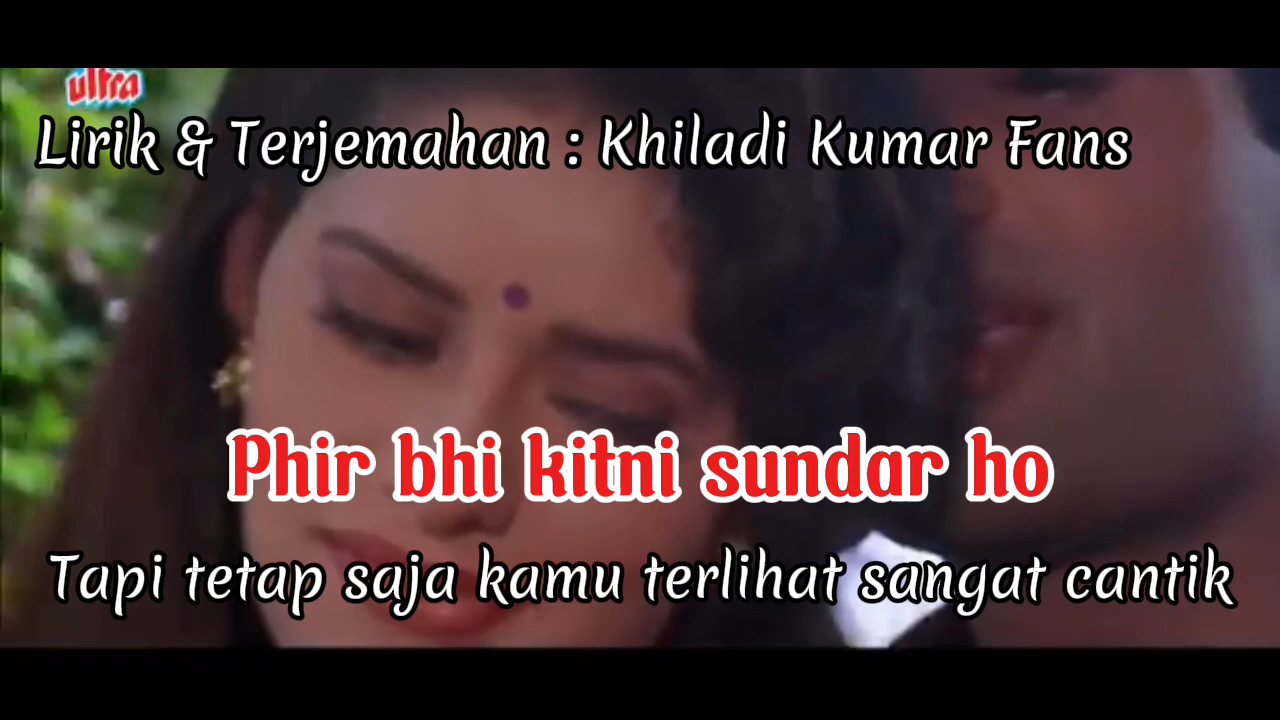 ultra
Lirik & Terjemahan : Khiladi Kumar Fans
Phir bhi kitni sundar ho
Tapi tetap saja kamu terlihat sangat cantik